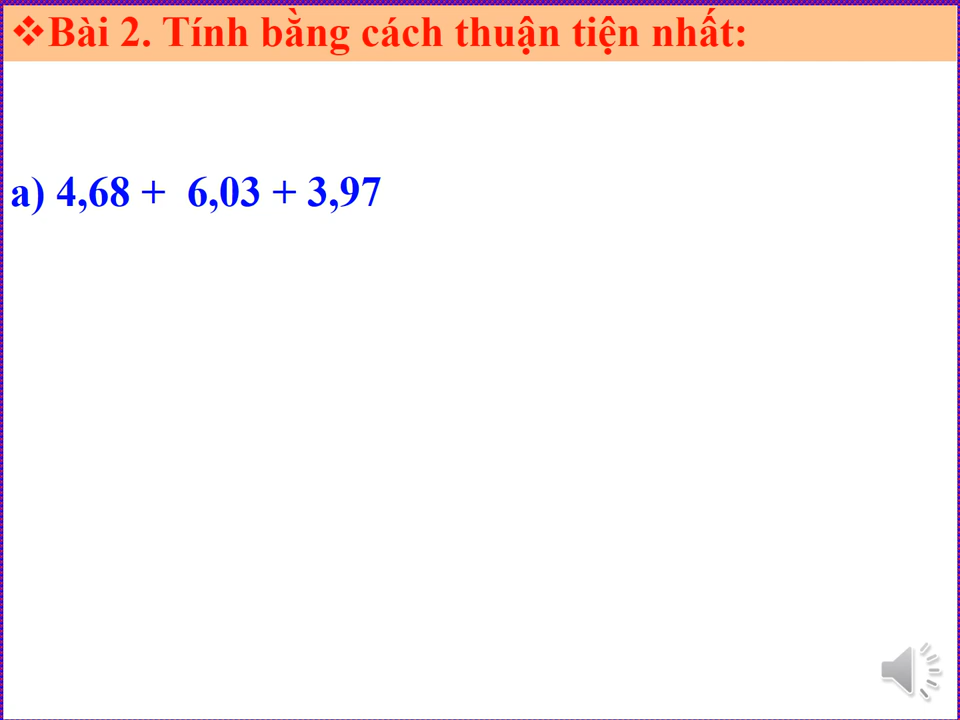 ❖Bài 2. Tính bằng cách thuận tiện nhất:
a) 4,68 + 6,03 + 3,97